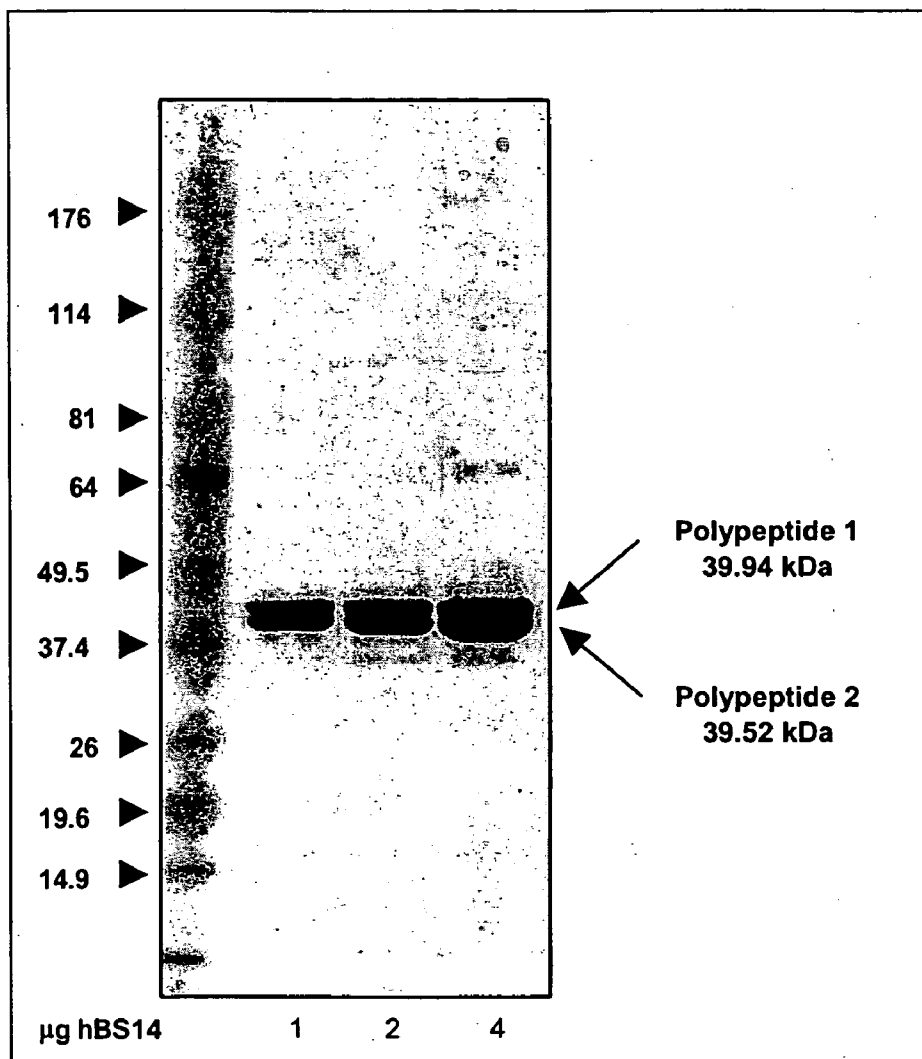 176
114
81
64
49.5
37.4
26
19.6
14.9
Polypeptide 1
39.94 kDa
Polypeptide 2
39.52 kDa
µg hBS14 1 2 4